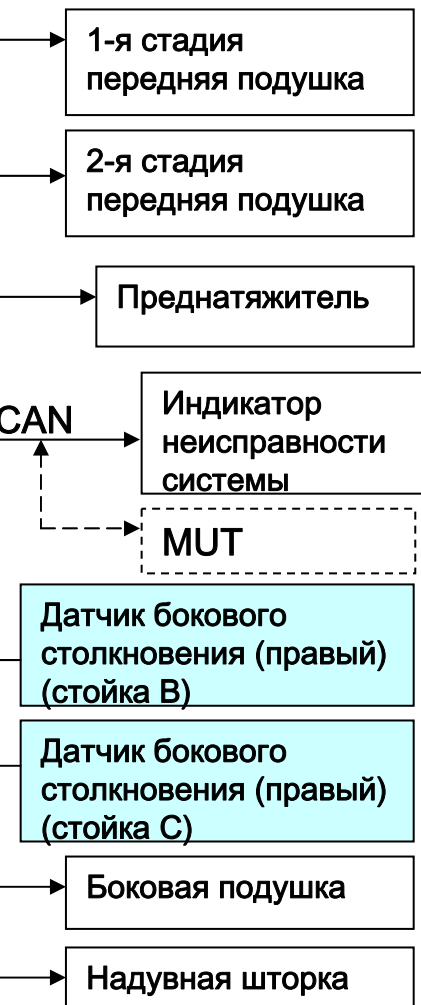 1-я стадия
передняя подушка
2-я стадия
передняя подушка
Преднатяжитель
CAN
Индикатор
неисправности
системы
MUT
Датчик бокового
столкновения (правый)
(стойка B)
Датчик бокового
столкновения (правый)
(стойка C)
Боковая подушка
Надувная шторка